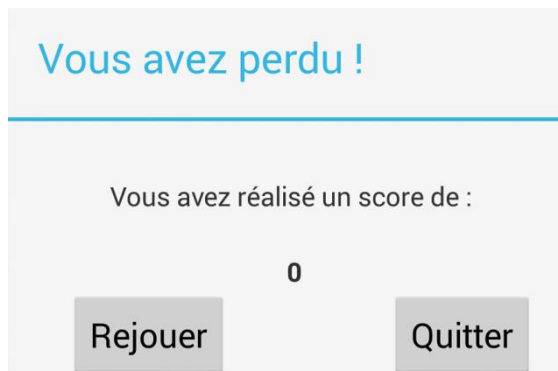 Vous avez perdu !
Vous avez réalisé un score de :
0
Rejouer Quitter